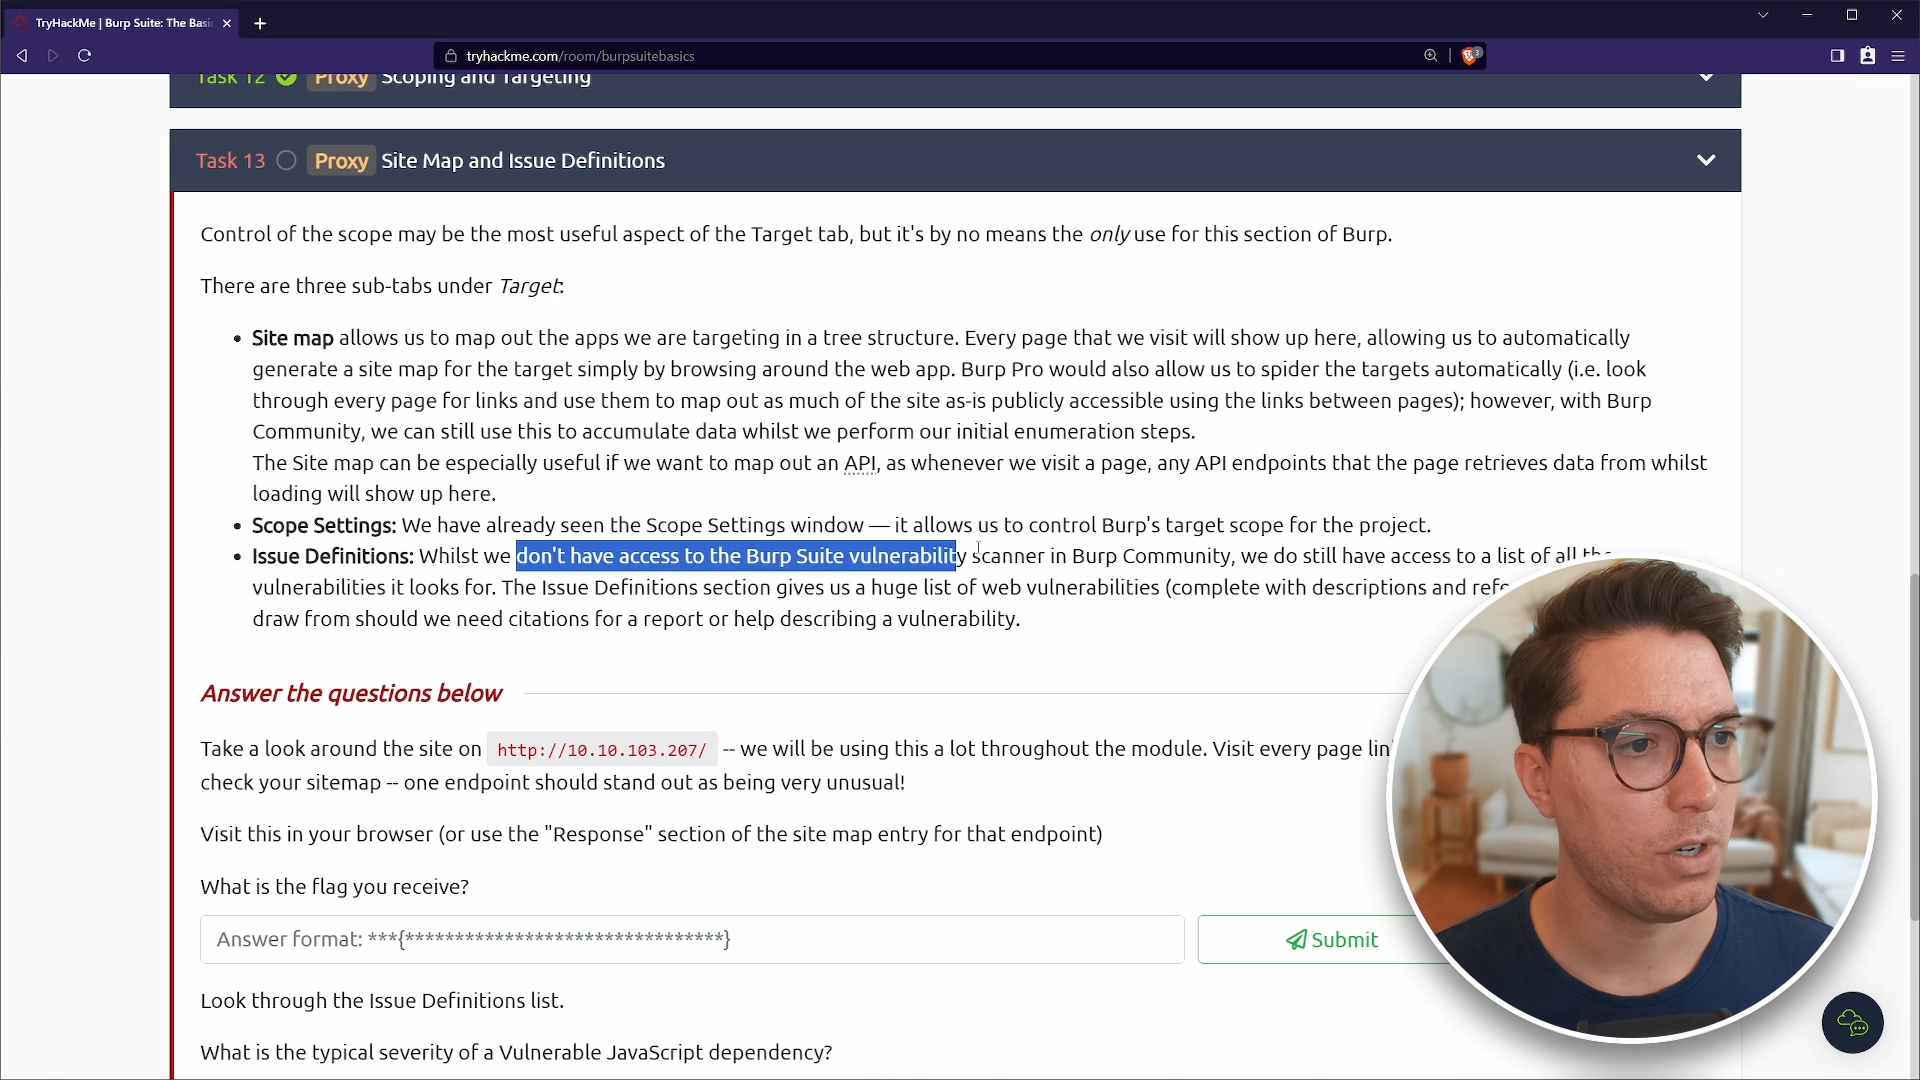 TryHackMe | Burp Suite: The Basi
tryhackme.com/room/burpsuitebasics
3
Task 12 Proxy Scoping and Targeting
Task 13 Proxy Site Map and Issue Definitions
Control of the scope may be the most useful aspect of the Target tab, but it's by no means the only use for this section of Burp.
There are three sub-tabs under Target:
• Site map allows us to map out the apps we are targeting in a tree structure. Every page that we visit will show up here, allowing us to automatically
generate a site map for the target simply by browsing around the web app. Burp Pro would also allow us to spider the targets automatically (i.e. look
through every page for links and use them to map out as much of the site as-is publicly accessible using the links between pages); however, with Burp
Community, we can still use this to accumulate data whilst we perform our initial enumeration steps.
The Site map can be especially useful if we want to map out an API, as whenever we visit a page, any API endpoints that the page retrieves data from whilst
loading will show up here.
• Scope Settings: We have already seen the Scope Settings window — it allows us to control Burp's target scope for the project.
• Issue Definitions: Whilst we don't have access to the Burp Suite vulnerability scanner in Burp Community, we do still have access to a list of all the
vulnerabilities it looks for. The Issue Definitions section gives us a huge list of web vulnerabilities (complete with descriptions and
draw from should we need citations for a report or help describing a vulnerability.
Answer the questions below
Take a look around the site on http://10.10.103.207/ -- we will be using this a lot throughout the module. Visit every page
check your sitemap -- one endpoint should stand out as being very unusual!
Visit this in your browser (or use the "Response" section of the site map entry for that endpoint)
What is the flag you receive?
Answer format: ***{********************************}
Submit
Look through the Issue Definitions list.
What is the typical severity of a Vulnerable JavaScript dependency?